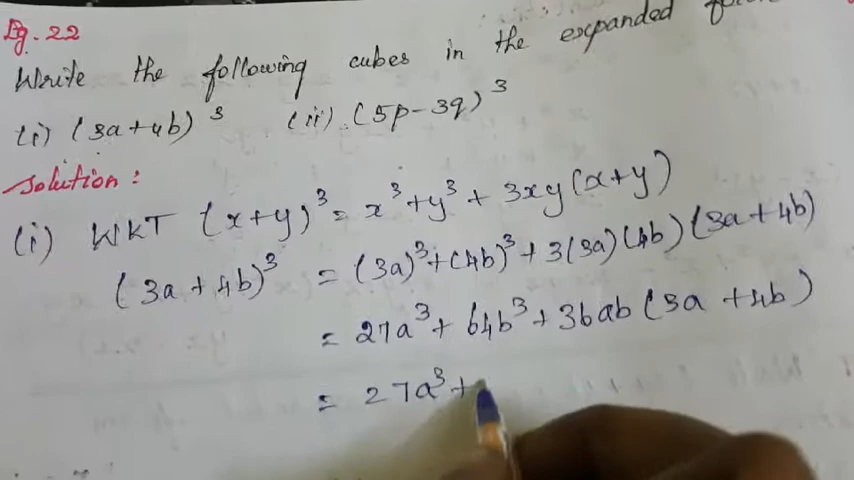 Eg. 22
Write the following cubes in the expanded
(i) (3a+4b)³ (ii) (5p-3q)³
Solution:
(i) WKT (x+y)³ = x³+y³ + 3xy(x+y)
(3a+4b)³ = (3a)³+(4b)³+3(3a)(4b)(3a+4b)
= 27a³ + 64b³ + 36ab (3a +4b)
= 27a³ +